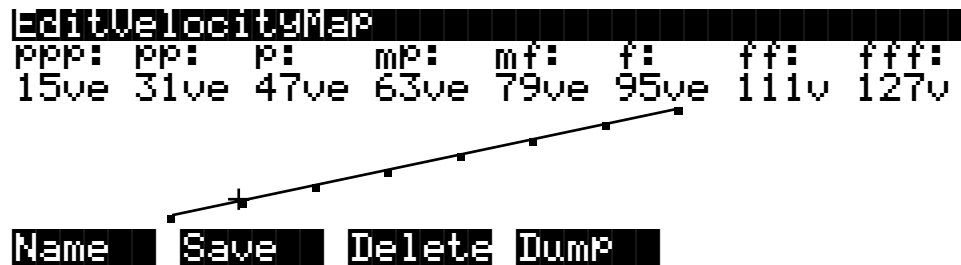 EditVelocityMap
ppp: pp: p: mp: mf: f: ff: fff:
15ve 31ve 47ve 63ve 79ve 95ve 111v 127v
Name Save Delete Dump